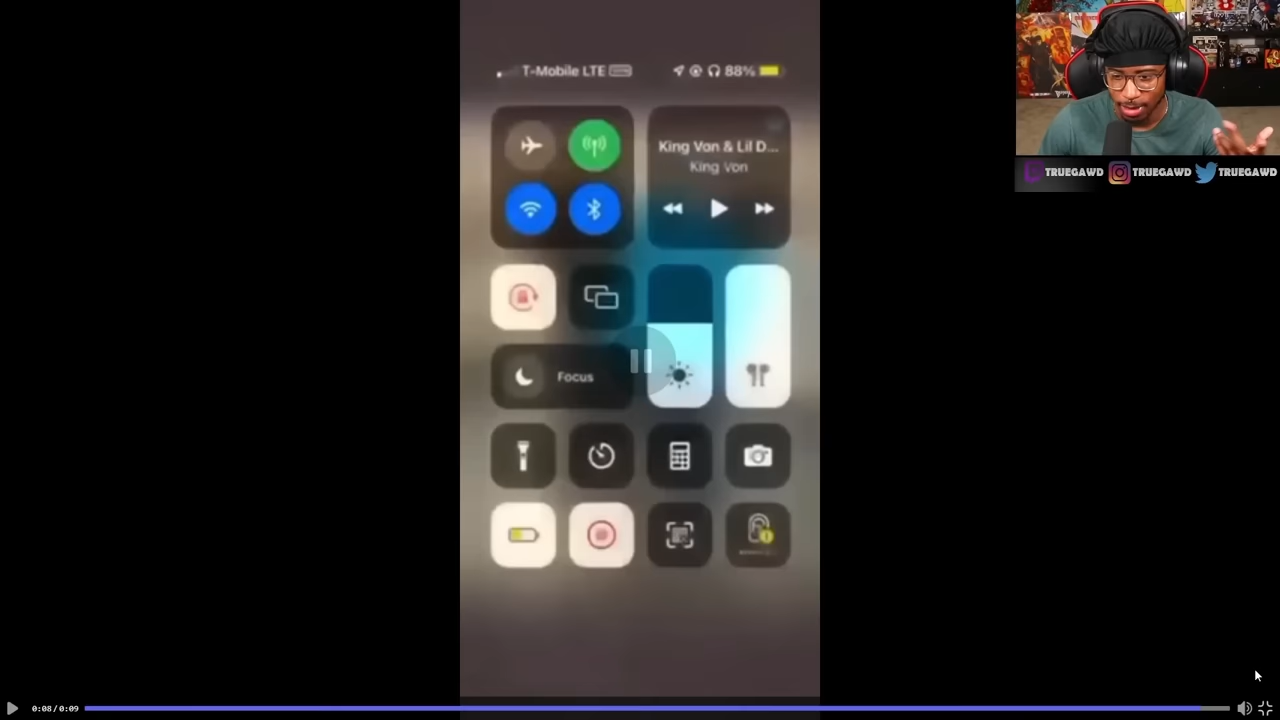 T-Mobile LTE
88%
King Von & Lil D...
King Von
Focus
TRUEGAWD TRUEGAWD TRUEGAWD
0:08 / 0:09